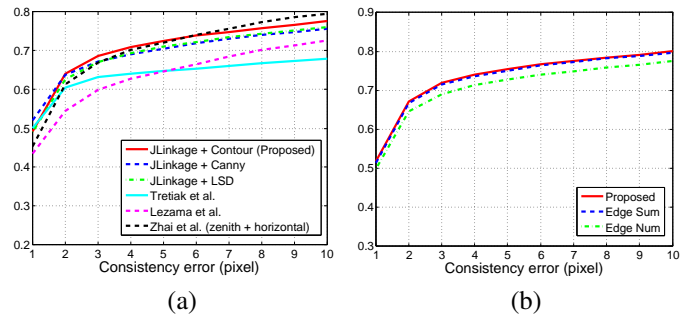 0.8
0.7
0.6
0.5
0.4
0.3
0.2
1 2 3 4 5 6 7 8 9 10
Consistency error (pixel)
JLinkage + Contour (Proposed)
JLinkage + Canny
JLinkage + LSD
Tretiak et al.
Lezama et al.
Zhai et al. (zenith + horizontal)
(a)
0.9
0.8
0.7
0.6
0.5
0.4
0.3
1 2 3 4 5 6 7 8 9 10
Consistency error (pixel)
Proposed
Edge Sum
Edge Num
(b)